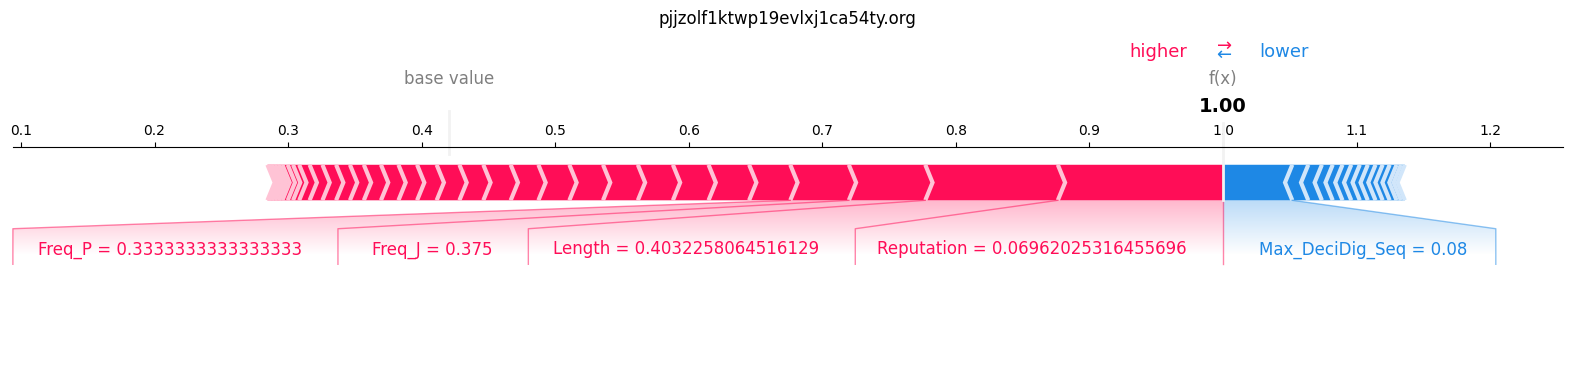 pjjzolf1ktwp19evlxj1ca54ty.org
higher ⇄ lower
base value f(x)
1.00
0.1 0.2 0.3 0.4 0.5 0.6 0.7 0.8 0.9 1.0 1.1 1.2
Freq_P = 0.3333333333333333 Freq_J = 0.375 Length = 0.4032258064516129 Reputation = 0.06962025316455696 Max_DeciDig_Seq = 0.08